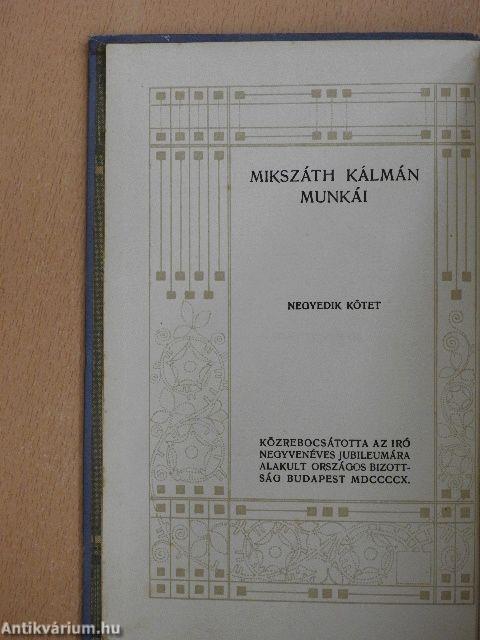 MIKSZÁTH KÁLMÁN
MUNKÁI
NEGYEDIK KÖTET
KÖZREBOCSÁTOTTA AZ IRÓ
NEGYVENÉVES JUBILEUMÁRA
ALAKULT ORSZÁGOS BIZOTT-
SÁG BUDAPEST MDCCCCX.
Antikvárium.hu